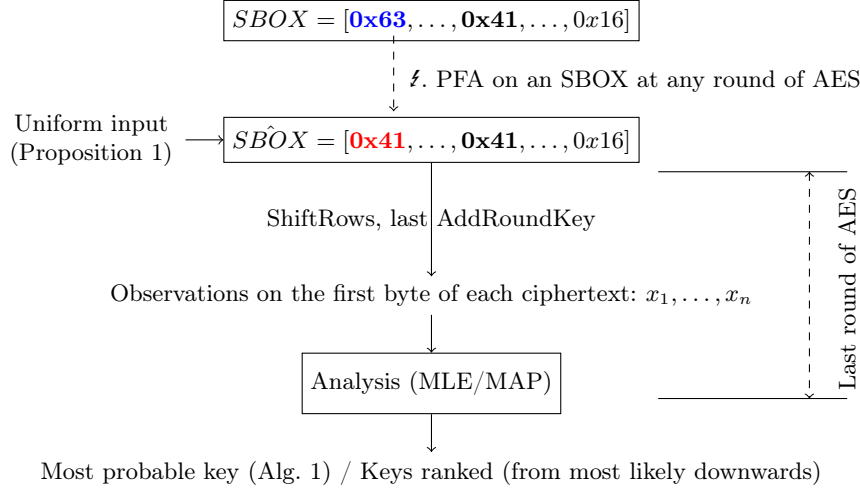 SBOX = [0x63, . . . , 0x41, . . . , 0x16]
↯. PFA on an SBOX at any round of AES
Uniform input
(Proposition 1)
SB̂OX = [0x41, . . . , 0x41, . . . , 0x16]
ShiftRows, last AddRoundKey
Observations on the first byte of each ciphertext: x₁, . . . , xₙ
Analysis (MLE/MAP)
Last round of AES
Most probable key (Alg. 1) / Keys ranked (from most likely downwards)